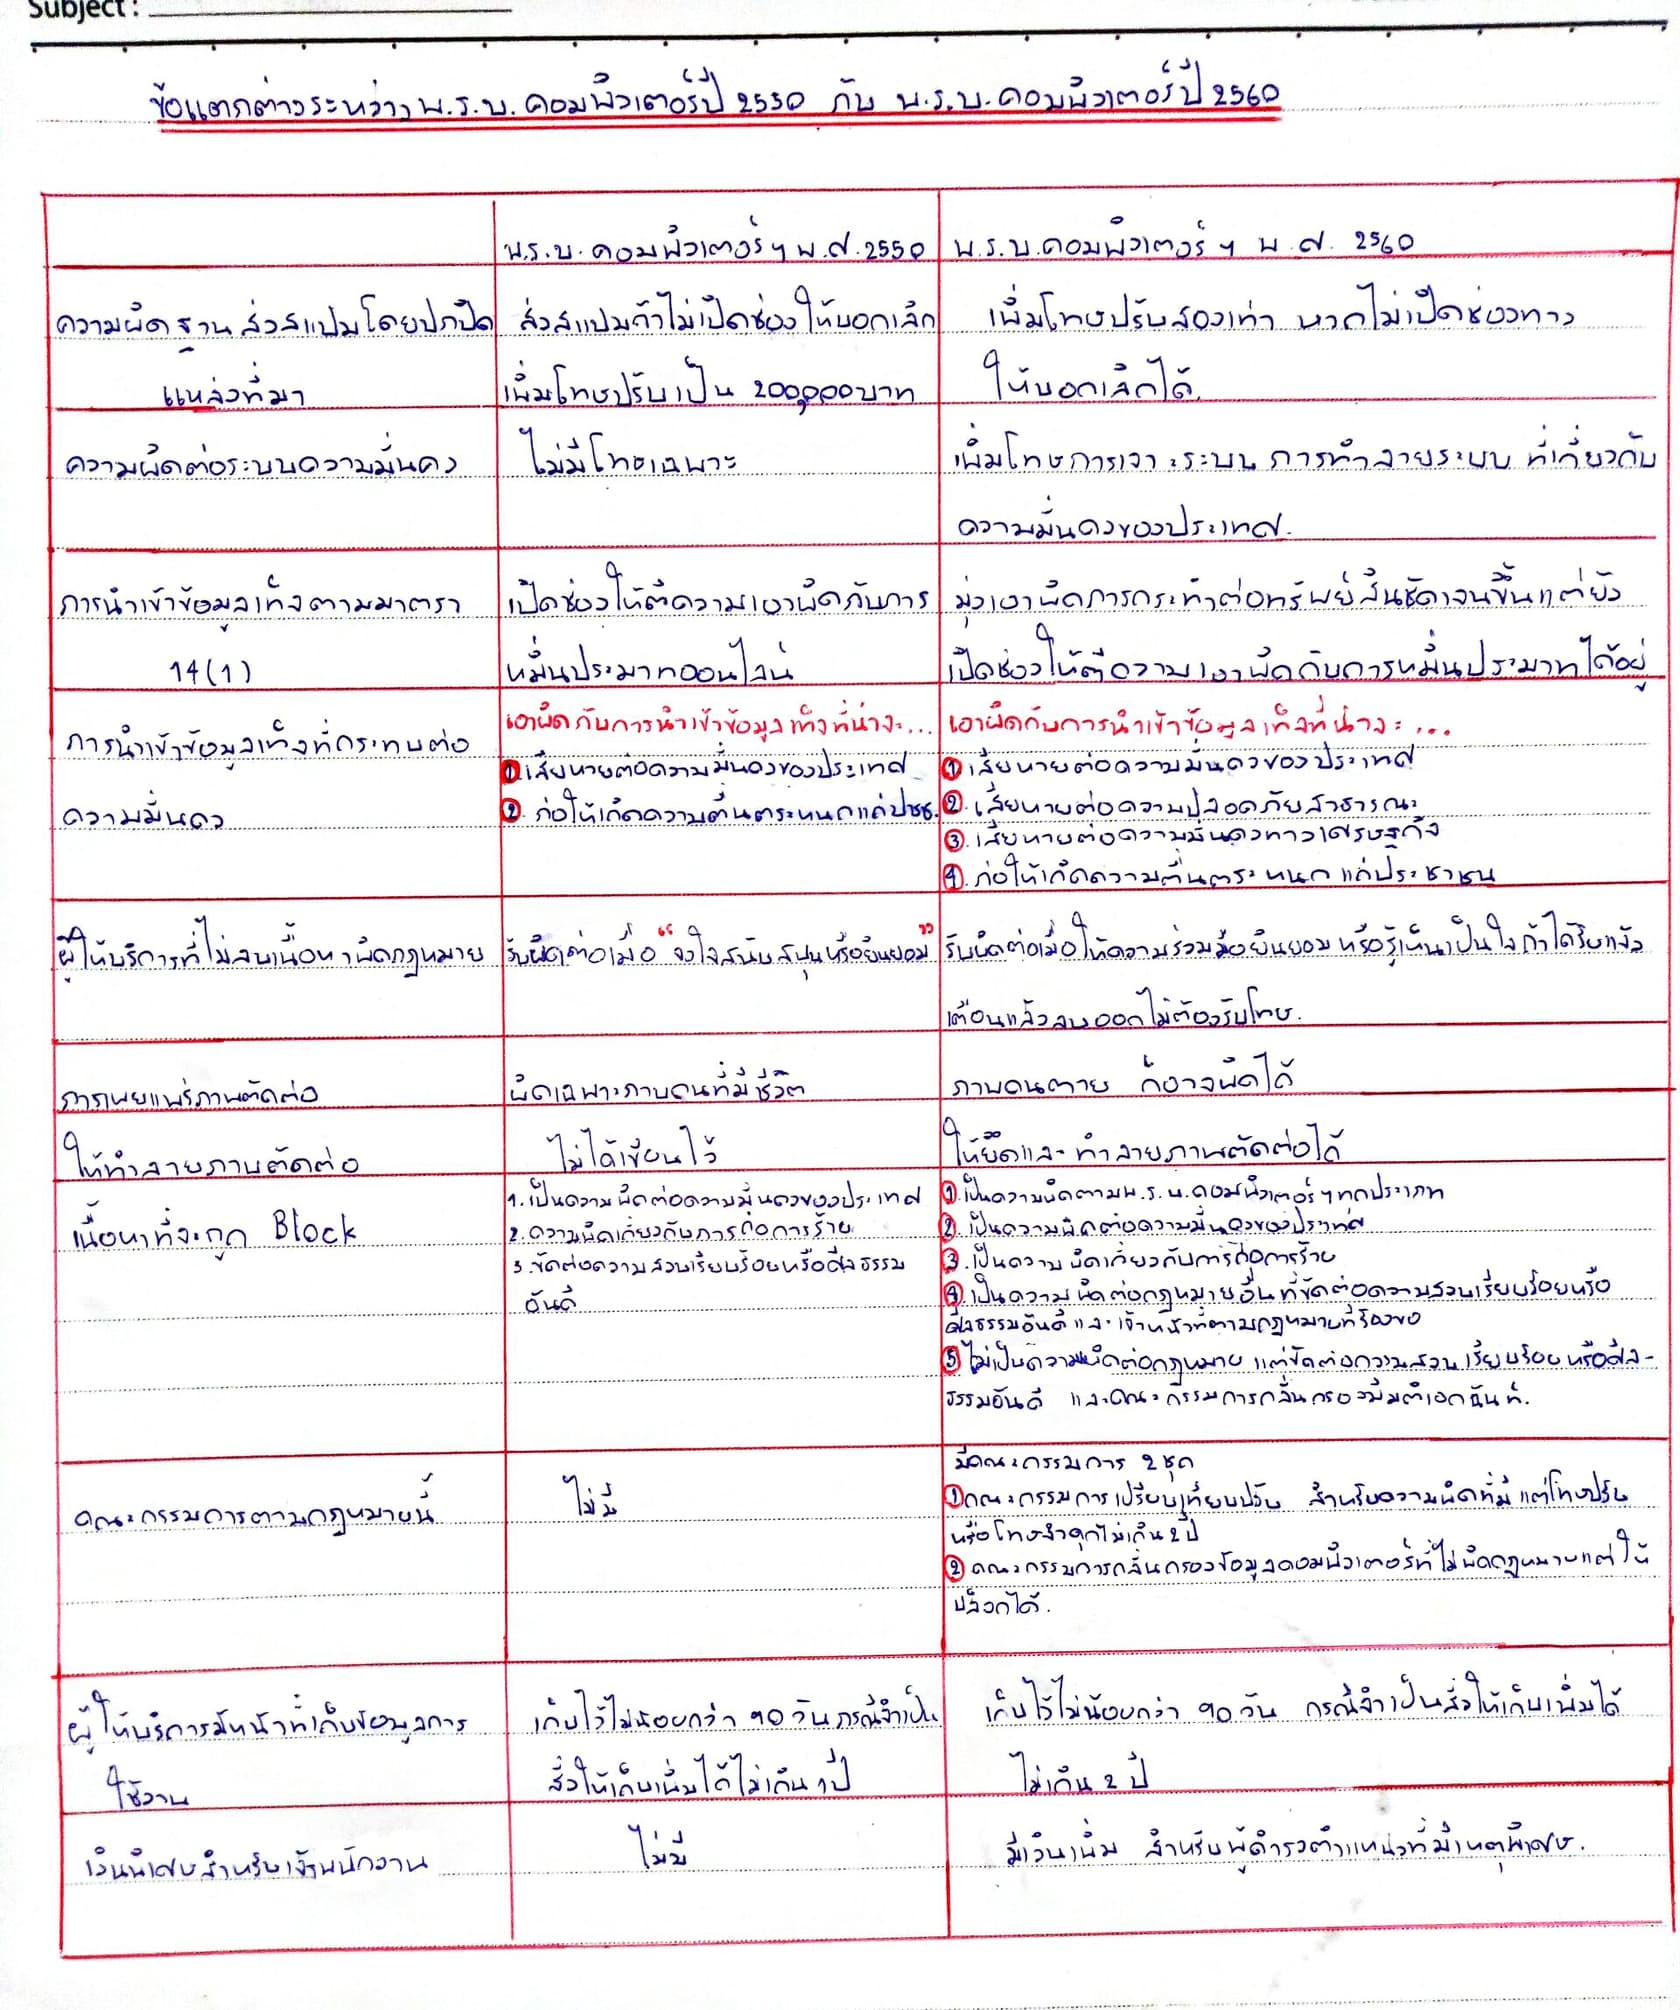 Subject :
ข้อแตกต่างระหว่าง พ.ร.บ. คอมพิวเตอร์ปี 2550 กับ พ.ร.บ. คอมพิวเตอร์ปี 2560
พ.ร.บ. คอมพิวเตอร์ฯ พ.ศ. 2550
พ.ร.บ. คอมพิวเตอร์ฯ พ.ศ. 2560
ความผิดฐานส่งสแปมโดยปกปิด
แหล่งที่มา
ส่งสแปมถ้าไม่เปิดช่องให้บอกเลิก
เพิ่มโทษปรับเป็น 200,000 บาท
เพิ่มโทษปรับสองเท่า หากไม่เปิดช่องทาง
ให้บอกเลิกได้.
ความผิดต่อระบบความมั่นคง
ไม่มีโทษเฉพาะ
เพิ่มโทษการเจาะระบบ การทำลายระบบ ที่เกี่ยวกับ
ความมั่นคงของประเทศ.
การนำเข้าข้อมูลเท็จตามมาตรา
14(1)
เปิดช่องให้ตีความเอาผิดกับการ
หมิ่นประมาทออนไลน์
มุ่งเอาผิดการกระทำต่อทรัพย์สินชัดเจนขึ้นแต่ยัง
เปิดช่องให้ตีความเอาผิดกับการหมิ่นประมาทได้อยู่
การนำเข้าข้อมูลเท็จที่กระทบต่อ
ความมั่นคง
เอาผิดกับการนำเข้าข้อมูลเท็จที่น่าจะ...
1. เสียหายต่อความมั่นคงของประเทศ
2. ก่อให้เกิดความตื่นตระหนกแก่ปชช.
เอาผิดกับการนำเข้าข้อมูลเท็จที่น่าจะ...
1. เสียหายต่อความมั่นคงของประเทศ
2. เสียหายต่อความปลอดภัยสาธารณะ
3. เสียหายต่อความมั่นคงทางเศรษฐกิจ
4. ก่อให้เกิดความตื่นตระหนกแก่ประชาชน
ผู้ให้บริการที่ไม่ลบเนื้อหาผิดกฎหมาย
รับผิดต่อเมื่อ “จงใจสนับสนุนหรือยินยอม”
รับผิดต่อเมื่อให้ความร่วมมือยินยอมหรือรู้เห็นเป็นใจถ้าได้รับแจ้ง
เตือนแล้วลบออกไม่ต้องรับโทษ.
การเผยแพร่ภาพตัดต่อ
ผิดเฉพาะภาพคนที่มีชีวิต
ภาพคนตาย ก็อาจผิดได้
ให้ทำลายภาพตัดต่อ
ไม่ได้เขียนไว้
ให้ยึดและทำลายภาพตัดต่อได้
เนื้อหาที่จะถูก Block
1. เป็นความผิดต่อความมั่นคงของประเทศ
2. ความผิดเกี่ยวกับการก่อการร้าย
3. ขัดต่อความสงบเรียบร้อยหรือศีลธรรม
อันดี
1. เป็นความผิดตามพ.ร.บ.คอมพิวเตอร์ฯทุกประเภท
2. เป็นความผิดต่อความมั่นคงของประเทศ
3. เป็นความผิดเกี่ยวกับการก่อการร้าย
4. เป็นความผิดต่อกฎหมายอื่นที่ขัดต่อความสงบเรียบร้อยหรือ
ศีลธรรมอันดีและเจ้าหน้าที่ตามกฎหมายที่ร้องขอ
5. ไม่เป็นความผิดต่อกฎหมาย แต่ขัดต่อความสงบเรียบร้อยหรือศีล-
ธรรมอันดี และคณะกรรมการกลั่นกรองมีมติเอกฉันท์.
คณะกรรมการตามกฎหมายนี้
ไม่มี
มีคณะกรรมการ 2 ชุด
1 คณะกรรมการเปรียบเทียบปรับ สำหรับความผิดที่มีแต่โทษปรับ
หรือโทษจำคุกไม่เกิน 2 ปี
2 คณะกรรมการกลั่นกรองข้อมูลคอมพิวเตอร์ที่ไม่ผิดกฎหมายแต่ให้
บล็อกได้.
ผู้ให้บริการมีหน้าที่เก็บข้อมูลการ
ใช้งาน
เก็บไว้ไม่น้อยกว่า 90 วัน กรณีจำเป็น
สั่งให้เก็บเพิ่มได้ไม่เกิน 1 ปี
เก็บไว้ไม่น้อยกว่า 90 วัน กรณีจำเป็นสั่งให้เก็บเพิ่มได้
ไม่เกิน 2 ปี
เงินพิเศษสำหรับเจ้าพนักงาน
ไม่มี
มีเงินเพิ่ม สำหรับผู้ดำรงตำแหน่งที่มีเหตุพิเศษ.